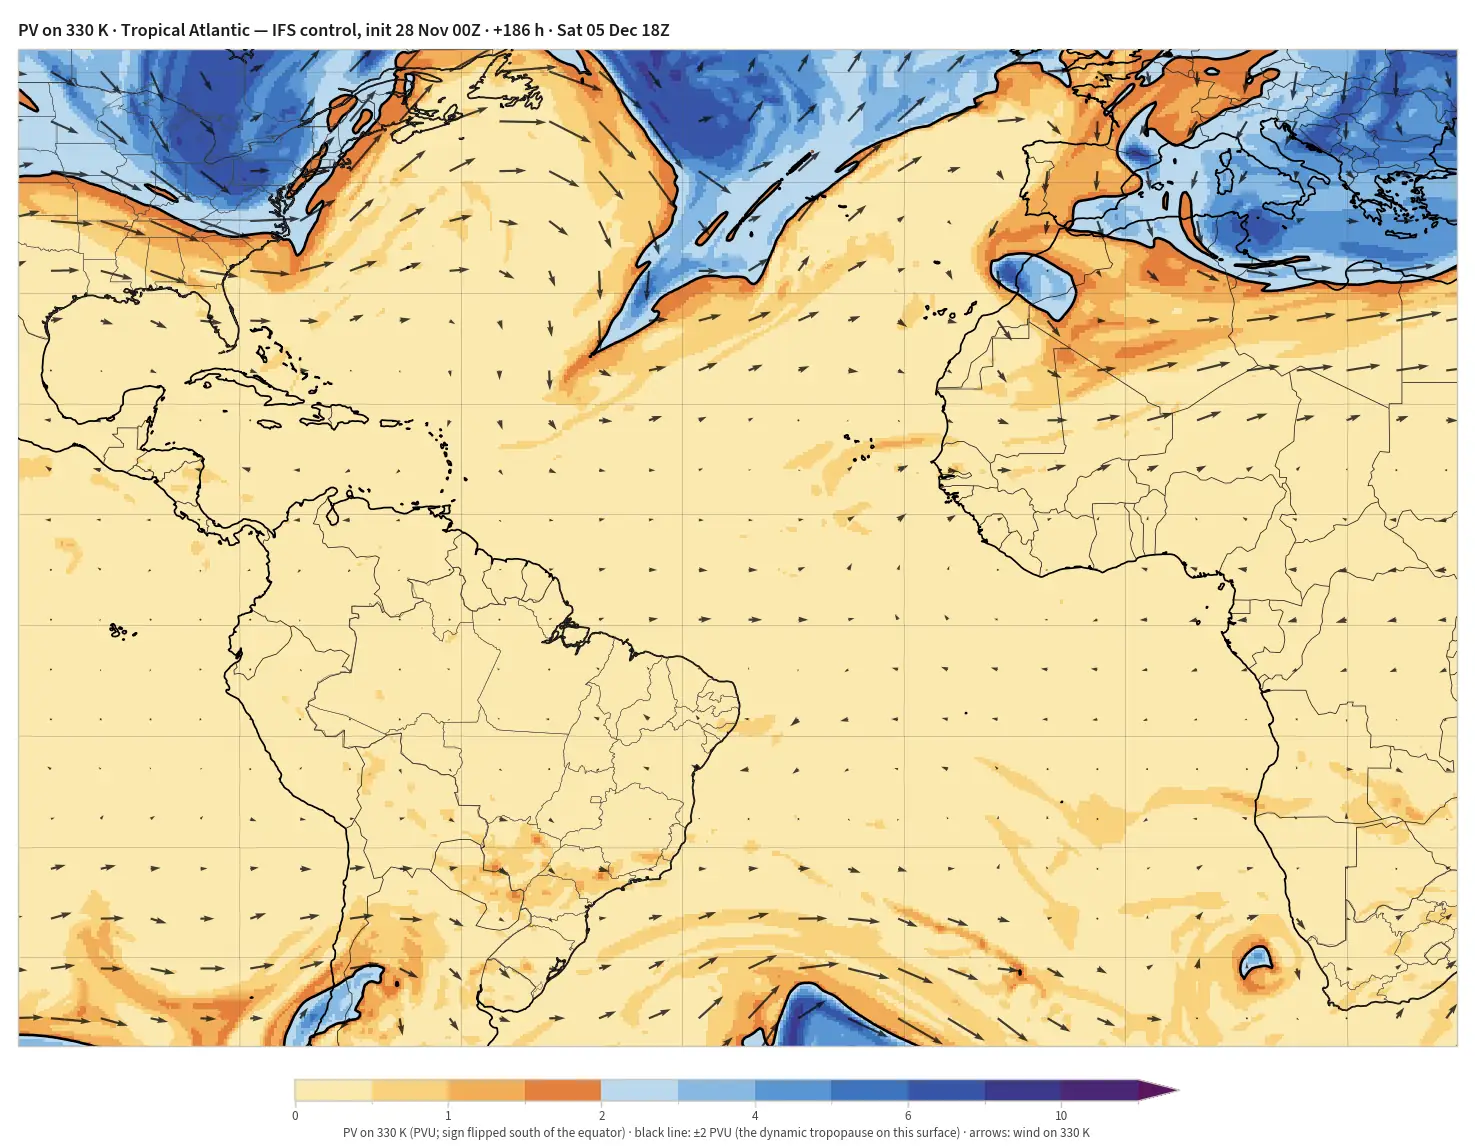 PV on 330 K · Tropical Atlantic — IFS control, init 28 Nov 00Z · +186 h · Sat 05 Dec 18Z
0 1 2 4 6 10
PV on 330 K (PVU; sign flipped south of the equator) · black line: ±2 PVU (the dynamic tropopause on this surface) · arrows: wind on 330 K